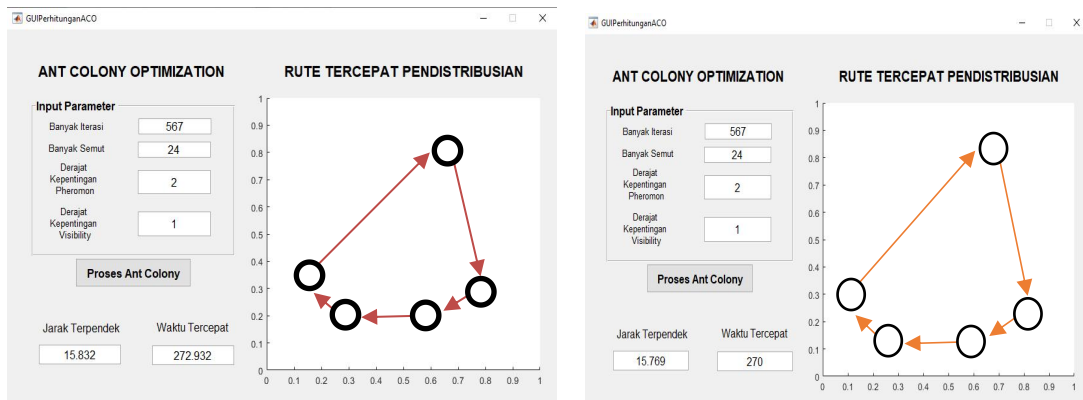 GUIPerhitunganACO
ANT COLONY OPTIMIZATION
RUTE TERCEPAT PENDISTRIBUSIAN
Input Parameter
Banyak Iterasi
567
Banyak Semut
24
Derajat
Kepentingan
Pheromon
2
Derajat
Kepentingan
Visibility
1
Proses Ant Colony
Jarak Terpendek
Waktu Tercepat
15.832
272.932
1
0.9
0.8
0.7
0.6
0.5
0.4
0.3
0.2
0.1
0
0 0.1 0.2 0.3 0.4 0.5 0.6 0.7 0.8 0.9 1
GUIPerhitunganACO
ANT COLONY OPTIMIZATION
RUTE TERCEPAT PENDISTRIBUSIAN
Input Parameter
Banyak Iterasi
567
Banyak Semut
24
Derajat
Kepentingan
Pheromon
2
Derajat
Kepentingan
Visibility
1
Proses Ant Colony
Jarak Terpendek
Waktu Tercepat
15.769
270
1
0.9
0.8
0.7
0.6
0.5
0.4
0.3
0.2
0.1
0
0 0.1 0.2 0.3 0.4 0.5 0.6 0.7 0.8 0.9 1